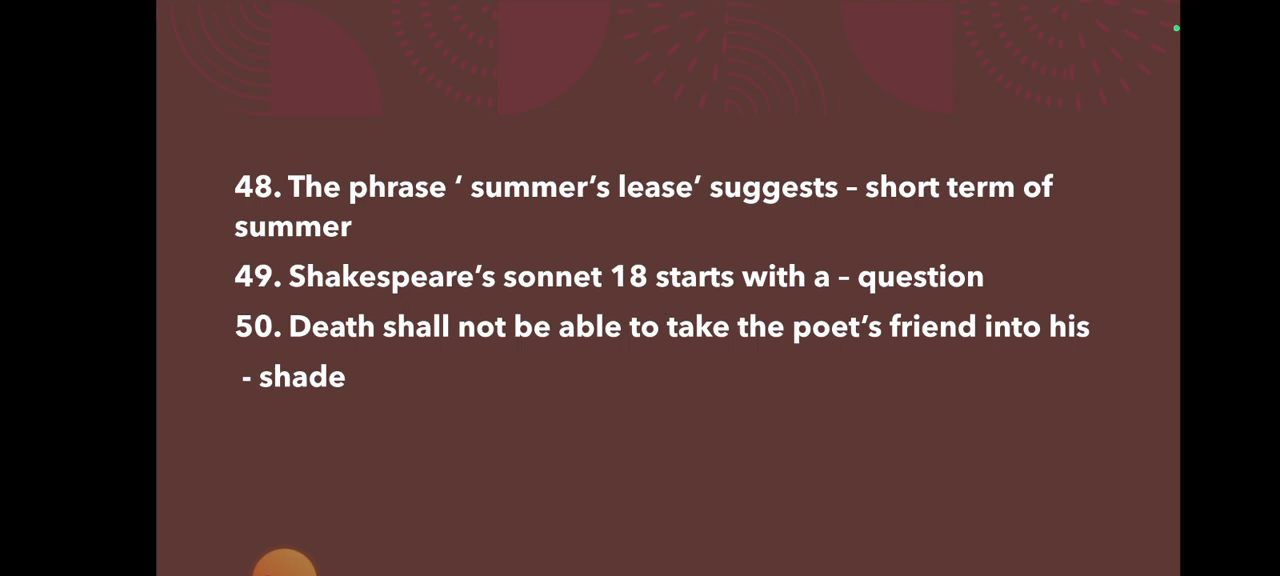 48. The phrase ‘ summer’s lease’ suggests – short term of
summer
49. Shakespeare’s sonnet 18 starts with a – question
50. Death shall not be able to take the poet’s friend into his
- shade